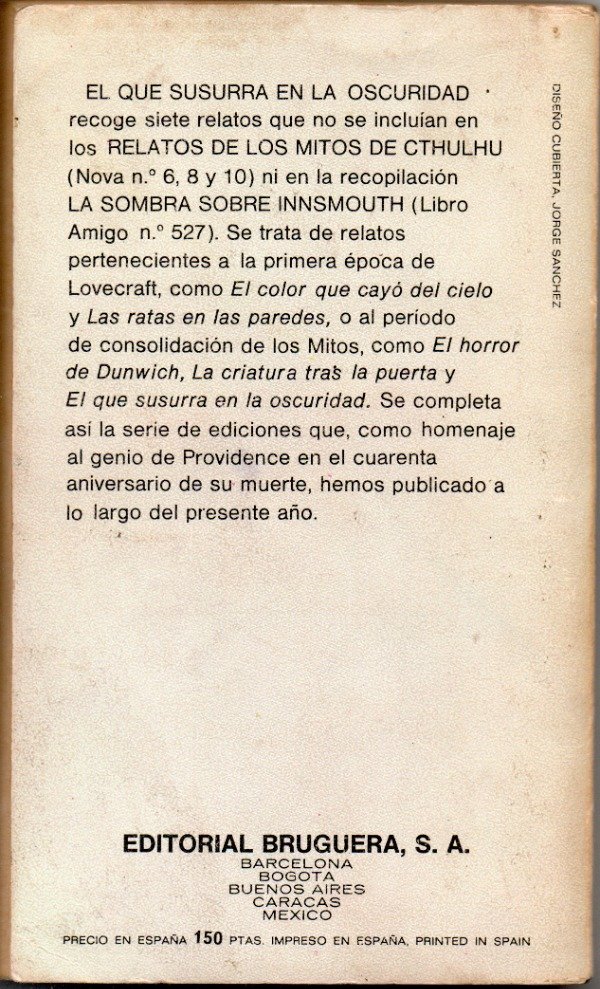 EL QUE SUSURRA EN LA OSCURIDAD
recoge siete relatos que no se incluían en
los RELATOS DE LOS MITOS DE CTHULHU
(Nova n.º 6, 8 y 10) ni en la recopilación
LA SOMBRA SOBRE INNSMOUTH (Libro
Amigo n.º 527). Se trata de relatos
pertenecientes a la primera época de
Lovecraft, como El color que cayó del cielo
y Las ratas en las paredes, o al período
de consolidación de los Mitos, como El horror
de Dunwich, La criatura tras la puerta y
El que susurra en la oscuridad. Se completa
así la serie de ediciones que, como homenaje
al genio de Providence en el cuarenta
aniversario de su muerte, hemos publicado a
lo largo del presente año.
DISEÑO CUBIERTA, JORGE SANCHEZ
EDITORIAL BRUGUERA, S. A.
BARCELONA
BOGOTA
BUENOS AIRES
CARACAS
MEXICO
PRECIO EN ESPAÑA 150 PTAS. IMPRESO EN ESPAÑA, PRINTED IN SPAIN